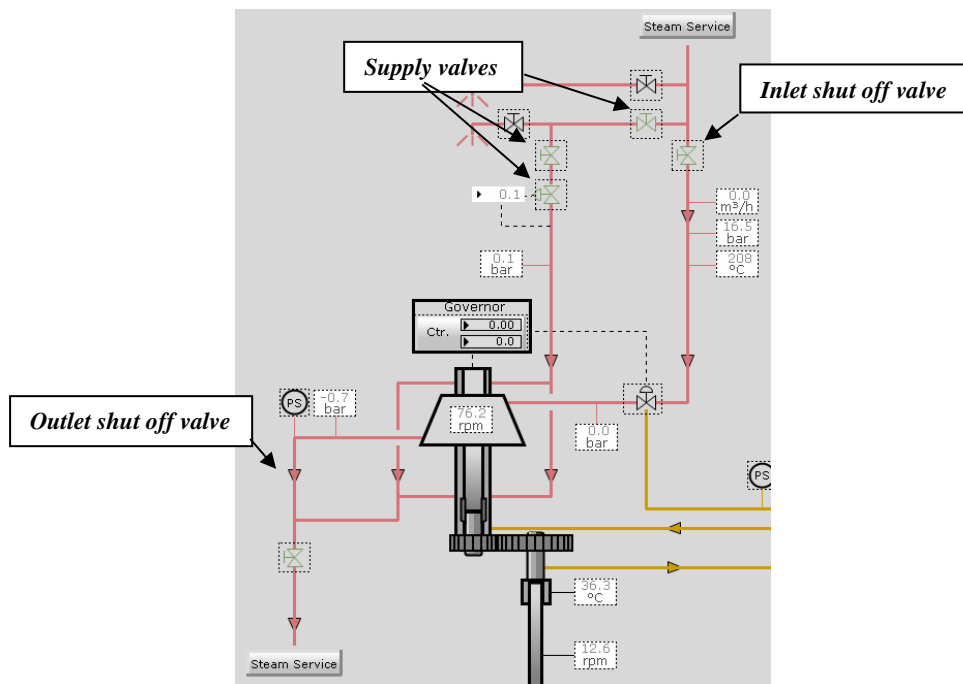 Steam Service
Supply valves
Inlet shut off valve
0.1
0.0
m³/h
16.5
bar
208
ºC
0.1
bar
Governor
Ctr.
0.00
0.0
PS
-0.7
bar
76.2
rpm
0.0
bar
Outlet shut off valve
PS
36.3
ºC
12.6
rpm
Steam Service